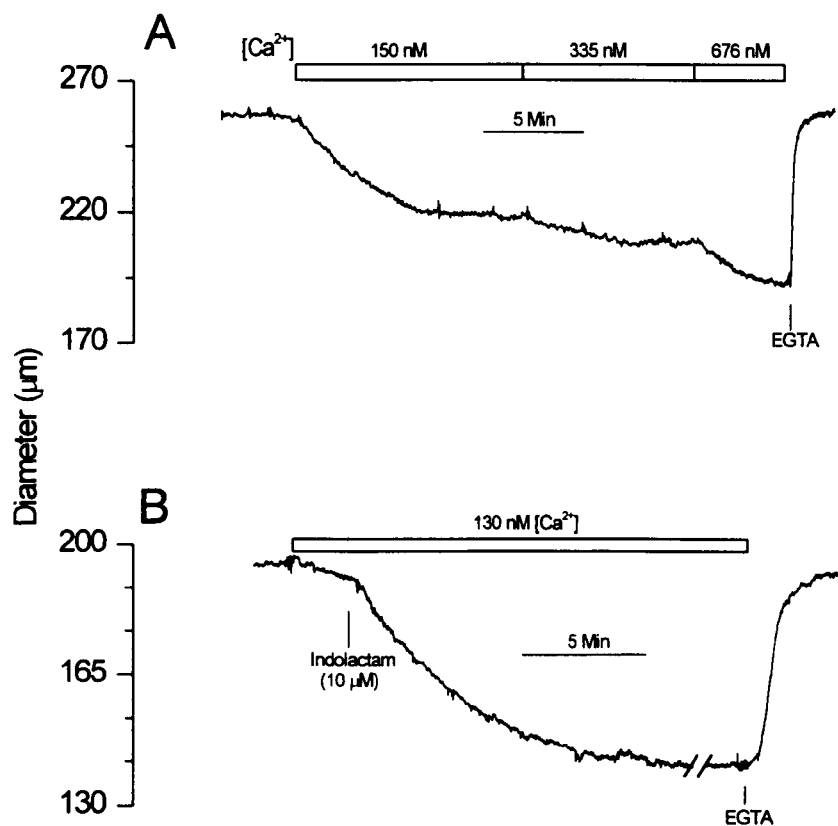 A
[Ca²⁺]
150 nM
335 nM
676 nM
270
220
170
5 Min
EGTA
Diameter (µm)
B
130 nM [Ca²⁺]
200
165
130
Indolactam
(10 µM)
5 Min
EGTA